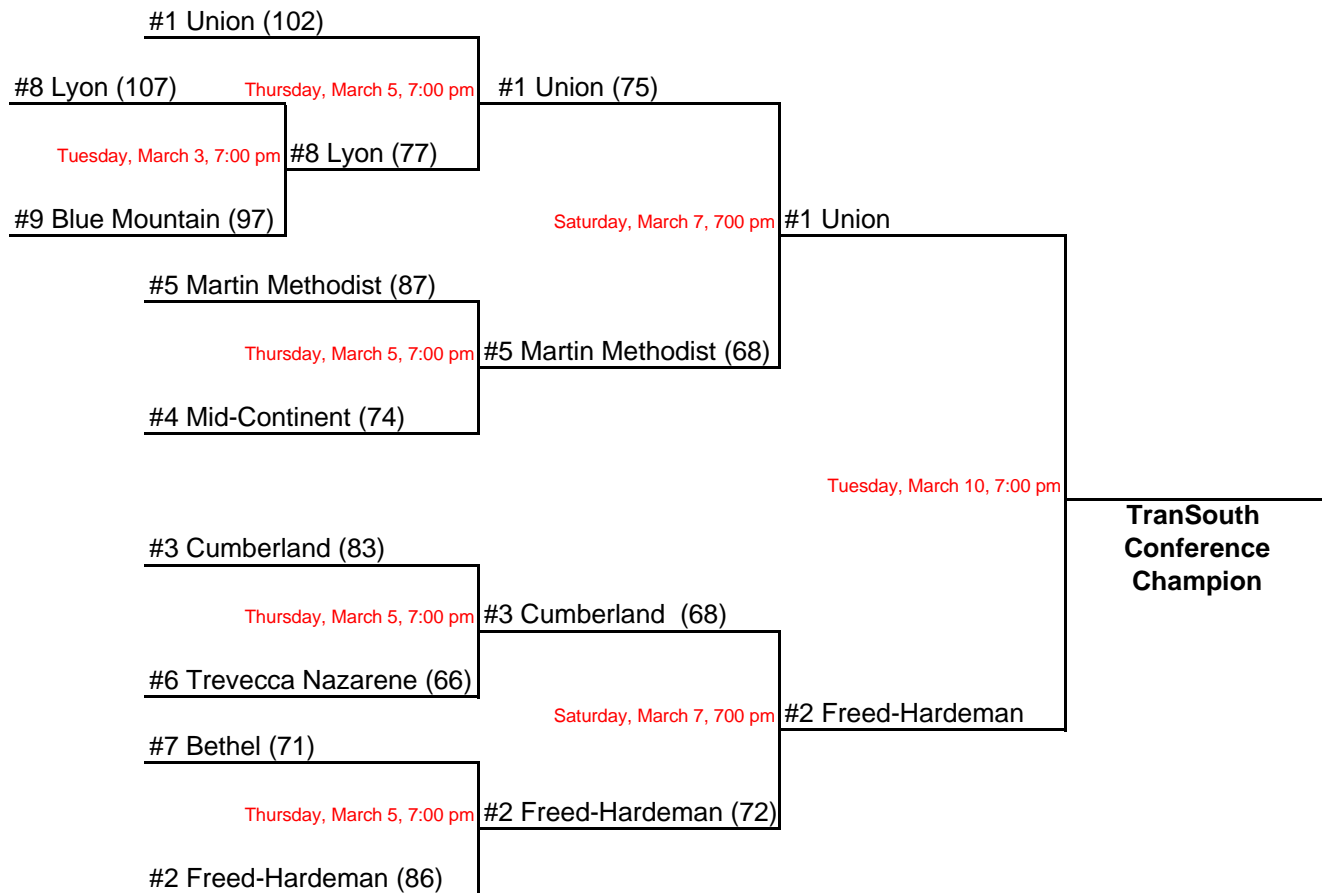 #1 Union (102)
#8 Lyon (107)
Thursday, March 5, 7:00 pm
#1 Union (75)
Tuesday, March 3, 7:00 pm
#8 Lyon (77)
#9 Blue Mountain (97)
Saturday, March 7, 700 pm
#1 Union
#5 Martin Methodist (87)
Thursday, March 5, 7:00 pm
#5 Martin Methodist (68)
#4 Mid-Continent (74)
Tuesday, March 10, 7:00 pm
TranSouth
Conference
Champion
#3 Cumberland (83)
Thursday, March 5, 7:00 pm
#3 Cumberland (68)
#6 Trevecca Nazarene (66)
Saturday, March 7, 700 pm
#2 Freed-Hardeman
#7 Bethel (71)
Thursday, March 5, 7:00 pm
#2 Freed-Hardeman (72)
#2 Freed-Hardeman (86)